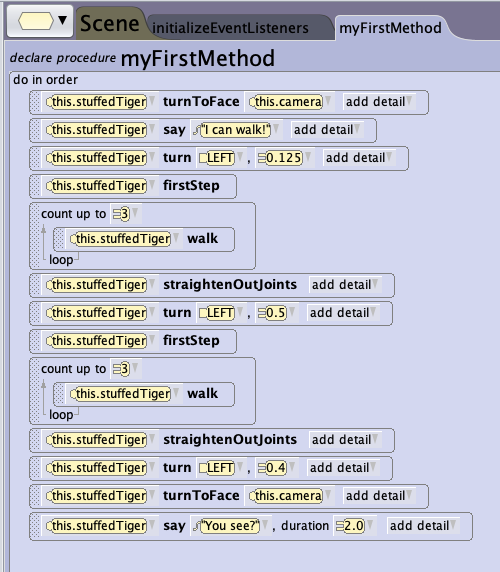 Scene initializeEventListeners myFirstMethod
declare procedure myFirstMethod
do in order
this.stuffedTiger turnToFace this.camera add detail
this.stuffedTiger say "I can walk!" add detail
this.stuffedTiger turn LEFT , 0.125 add detail
this.stuffedTiger firstStep
count up to 3
this.stuffedTiger walk
loop
this.stuffedTiger straightenOutJoints add detail
this.stuffedTiger turn LEFT , 0.5 add detail
this.stuffedTiger firstStep
count up to 3
this.stuffedTiger walk
loop
this.stuffedTiger straightenOutJoints add detail
this.stuffedTiger turn LEFT , 0.4 add detail
this.stuffedTiger turnToFace this.camera add detail
this.stuffedTiger say "You see?" , duration 2.0 add detail